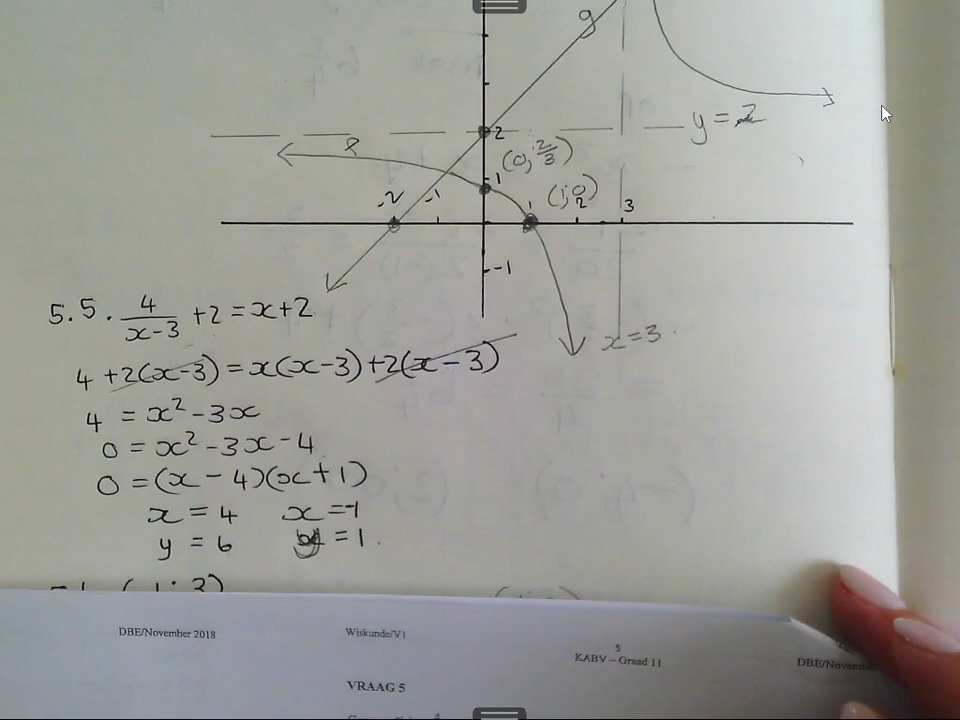 g
y = 2
2
(0; 2/3)
1
(1;0)
-2
-1
1
2
3
-1
x = 3
5.5. 4/(x-3) + 2 = x + 2
4 + 2(x-3) = x(x-3) + 2(x-3)
4 = x² - 3x
0 = x² - 3x - 4
0 = (x - 4)(x + 1)
x = 4 x = -1
y = 6 y = 1.
DBE/November 2018
Wiskunde/V1
5
KABV – Graad 11
DBE/November
VRAAG 5